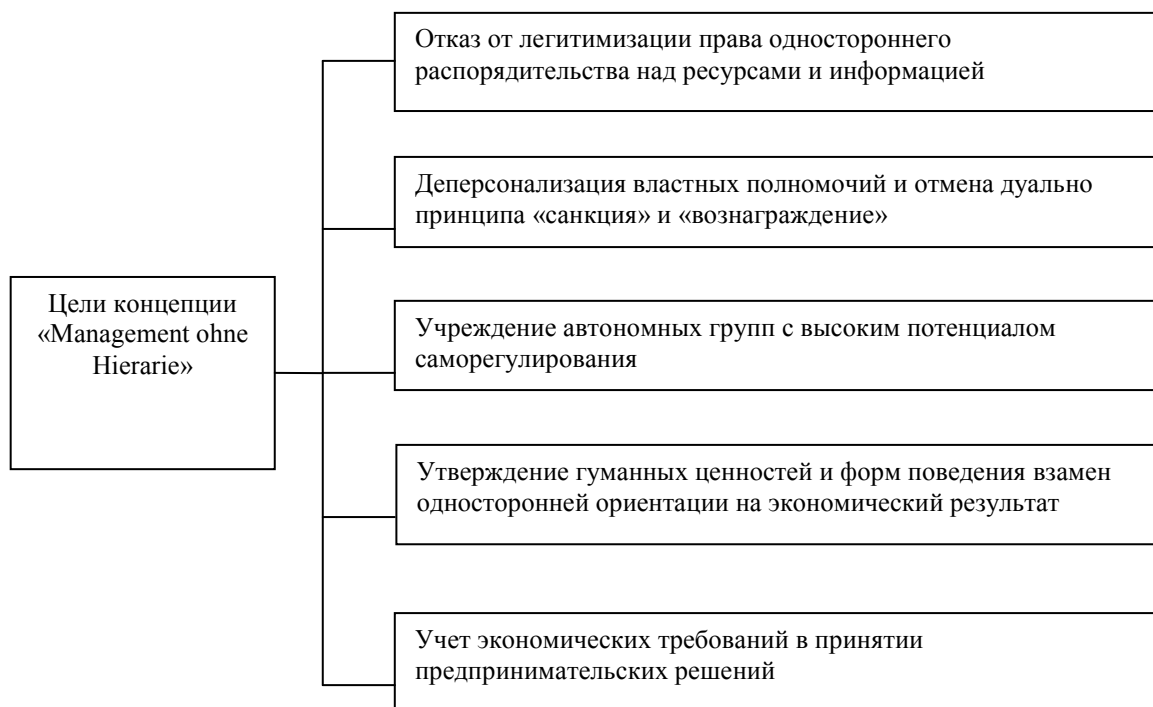 Отказ от легитимизации права одностороннего
распорядительства над ресурсами и информацией
Деперсонализация властных полномочий и отмена дуально
принципа «санкция» и «вознаграждение»
Цели концепции
«Management ohne
Hierarie»
Учреждение автономных групп с высоким потенциалом
саморегулирования
Утверждение гуманных ценностей и форм поведения взамен
односторонней ориентации на экономический результат
Учет экономических требований в принятии
предпринимательских решений